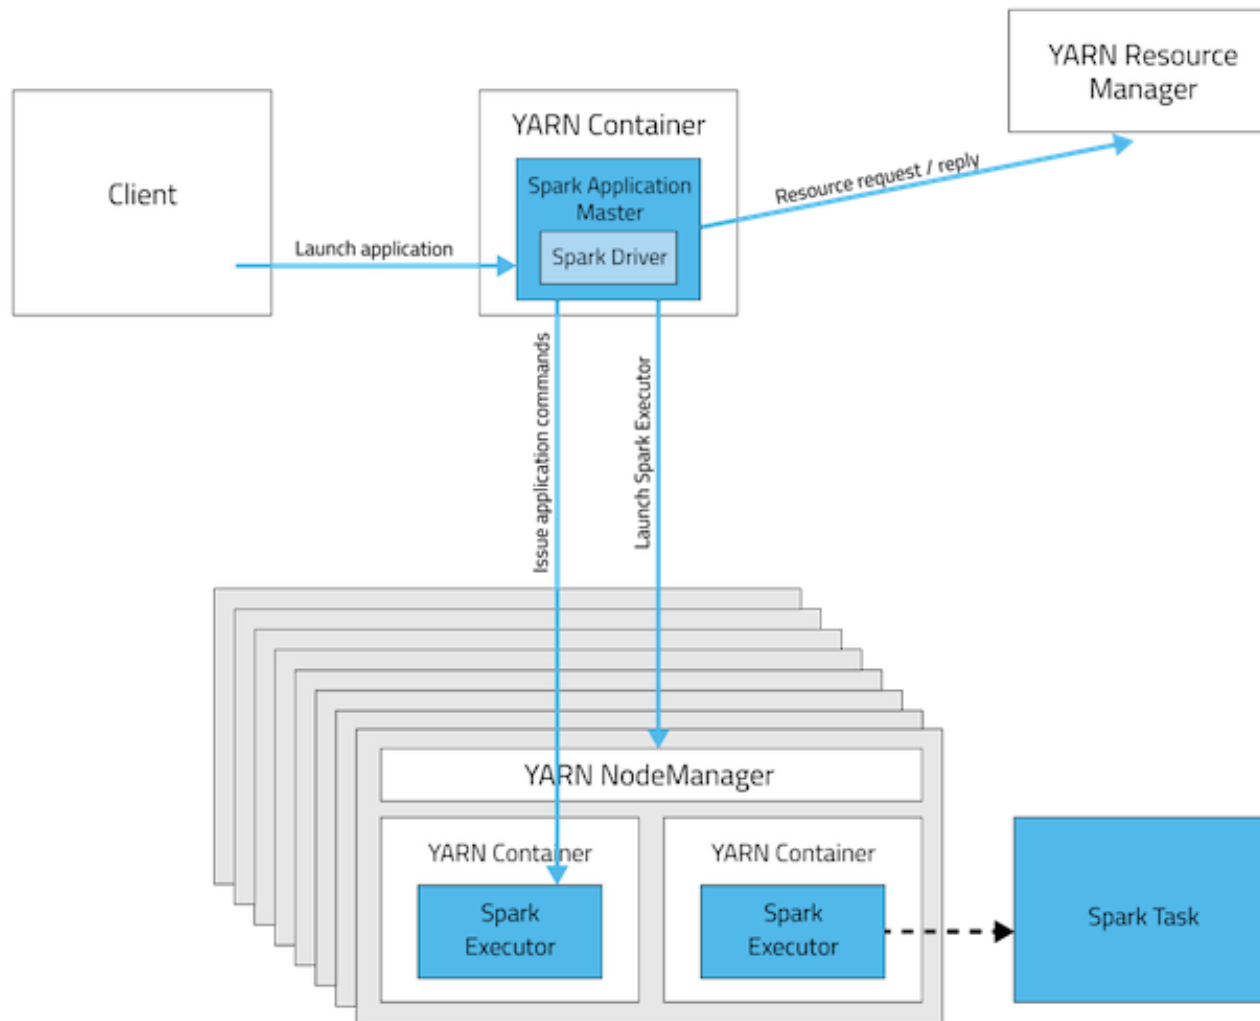 YARN Resource
Manager
Client
YARN Container
Spark Application
Master
Spark Driver
Launch application
Resource request / reply
Issue application commands
Launch Spark Executor
YARN NodeManager
YARN Container
Spark
Executor
YARN Container
Spark
Executor
Spark Task